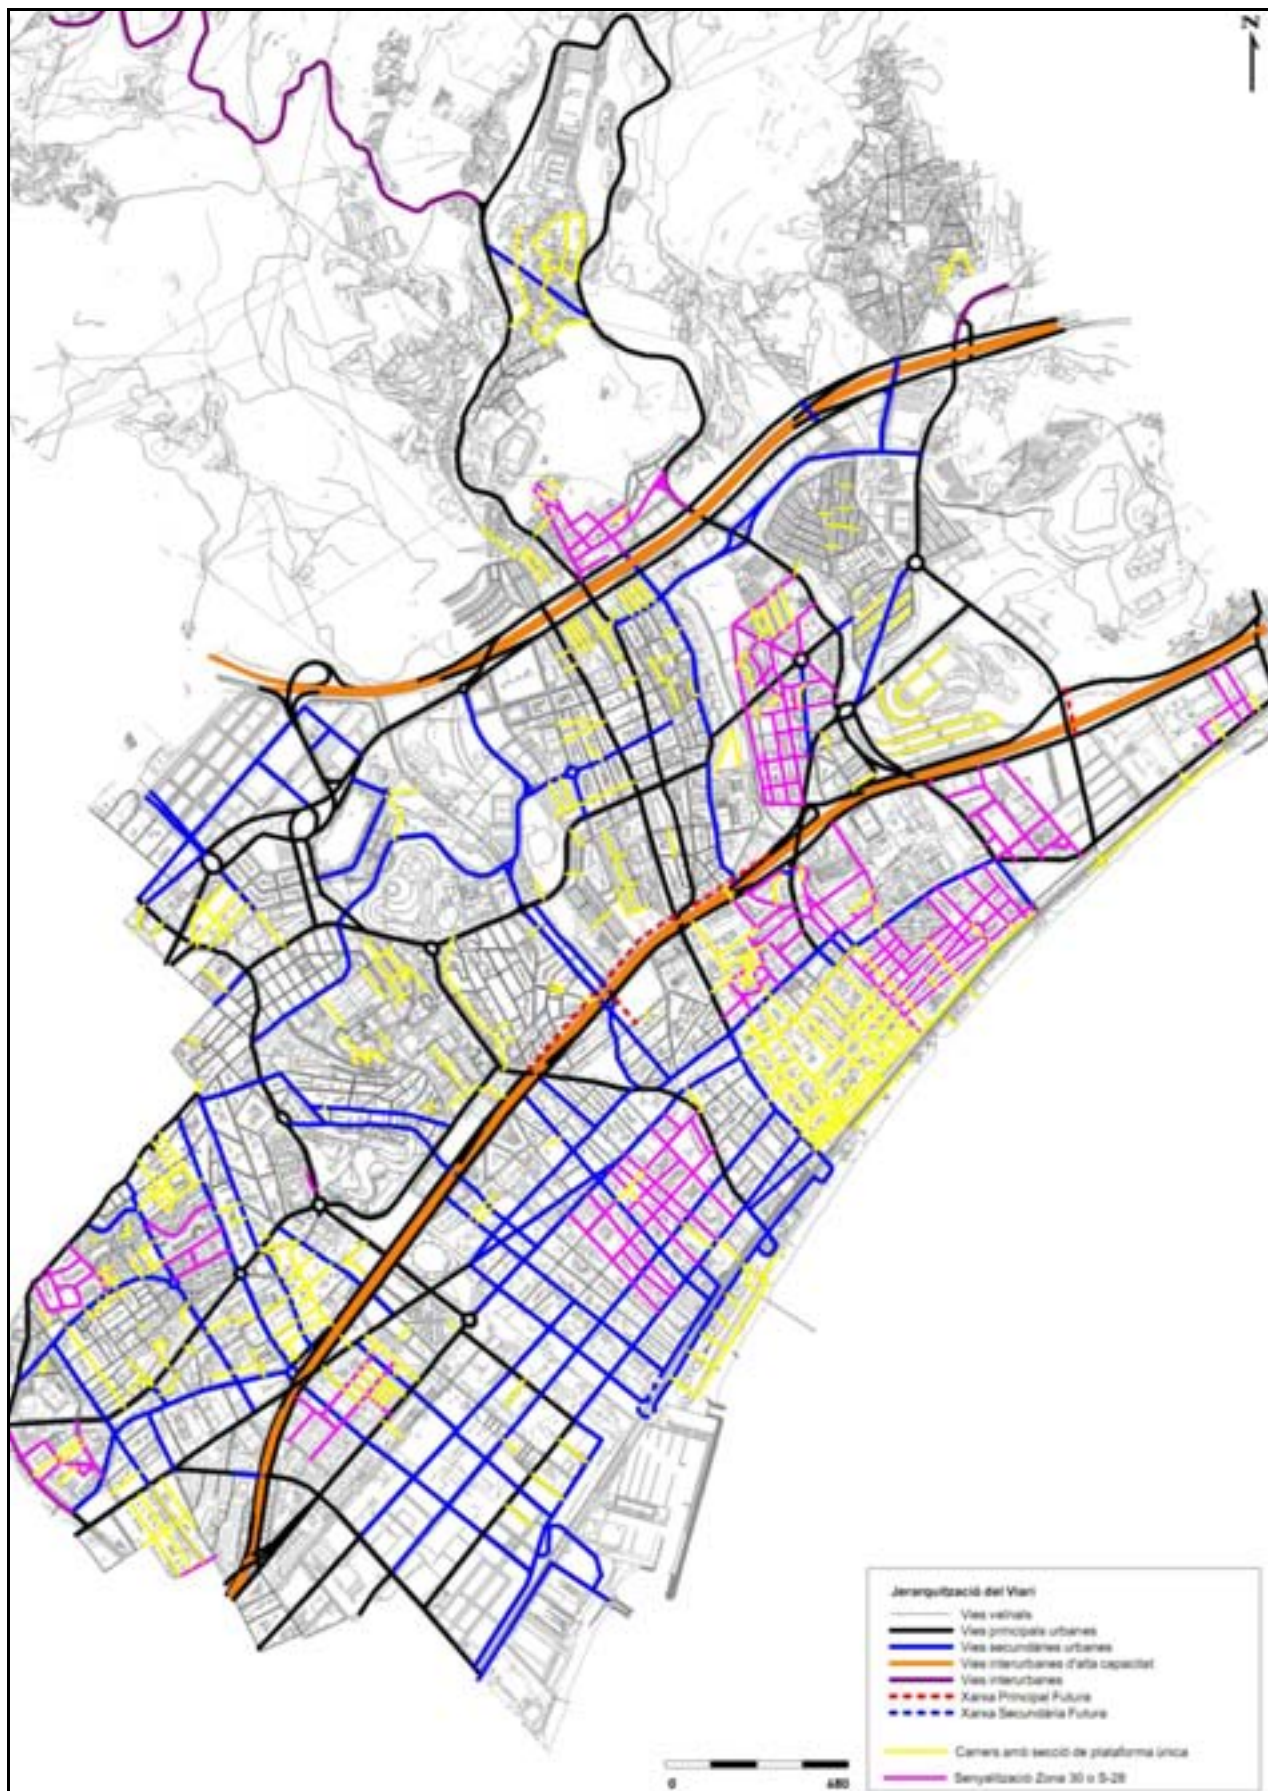 N
Jerarquització del Viari
Vies veïnals
Vies principals urbanes
Vies secundàries urbanes
Vies interurbanes d'alta capacitat
Vies interurbanes
Xarxa Principal Futura
Xarxa Secundària Futura
Carrers amb secció de plataforma única
Senyalització Zona 30 o S-28
0 680